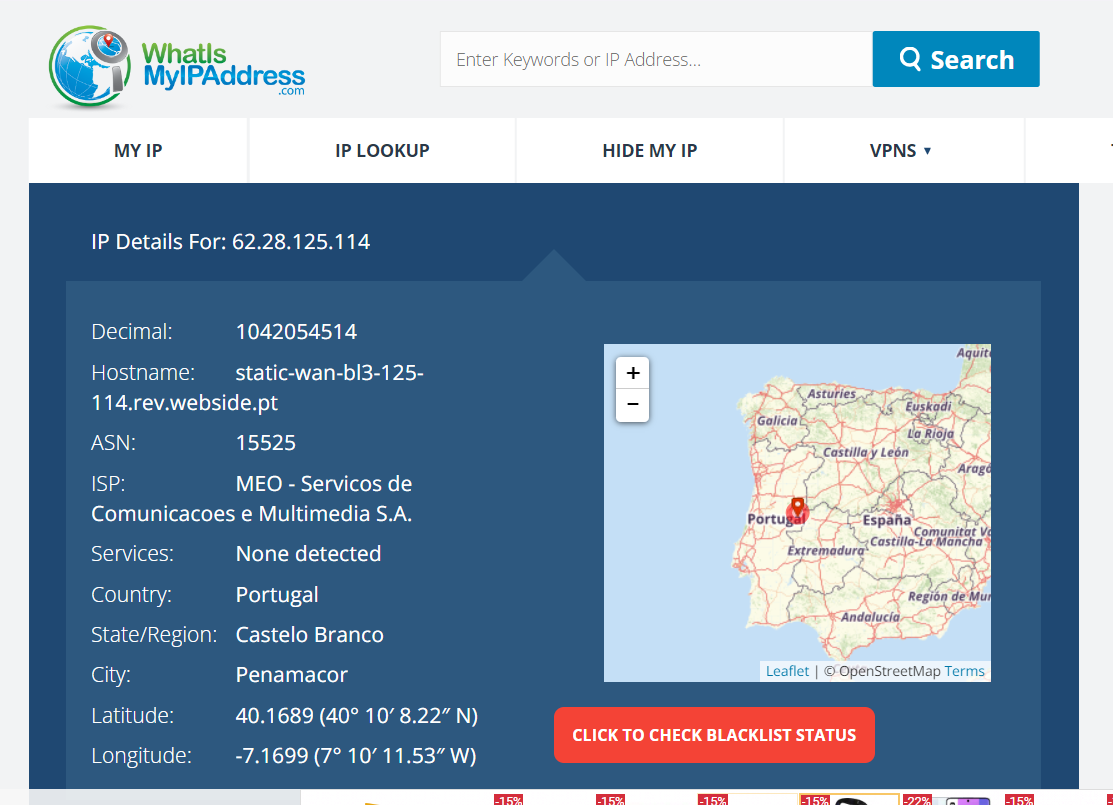 WhatIs
MyIPAddress
.com
Enter Keywords or IP Address...
Search
MY IP
IP LOOKUP
HIDE MY IP
VPNS ▾
IP Details For: 62.28.125.114
Decimal: 1042054514
Hostname: static-wan-bl3-125-
114.rev.webside.pt
ASN: 15525
ISP: MEO - Servicos de
Comunicacoes e Multimedia S.A.
Services: None detected
Country: Portugal
State/Region: Castelo Branco
City: Penamacor
Latitude: 40.1689 (40° 10′ 8.22″ N)
Longitude: -7.1699 (7° 10′ 11.53″ W)
+
−
Aquit
Asturies
Euskadi
Galicia
La Rioja
Castilla y León
Arago
Portugal
España
Comunitat Va
Castilla-La Mancha
Extremadura
Región de Mur
Andalucía
Leaflet | © OpenStreetMap Terms
CLICK TO CHECK BLACKLIST STATUS
-15%
-15%
-15%
-15%
-22%
-15%